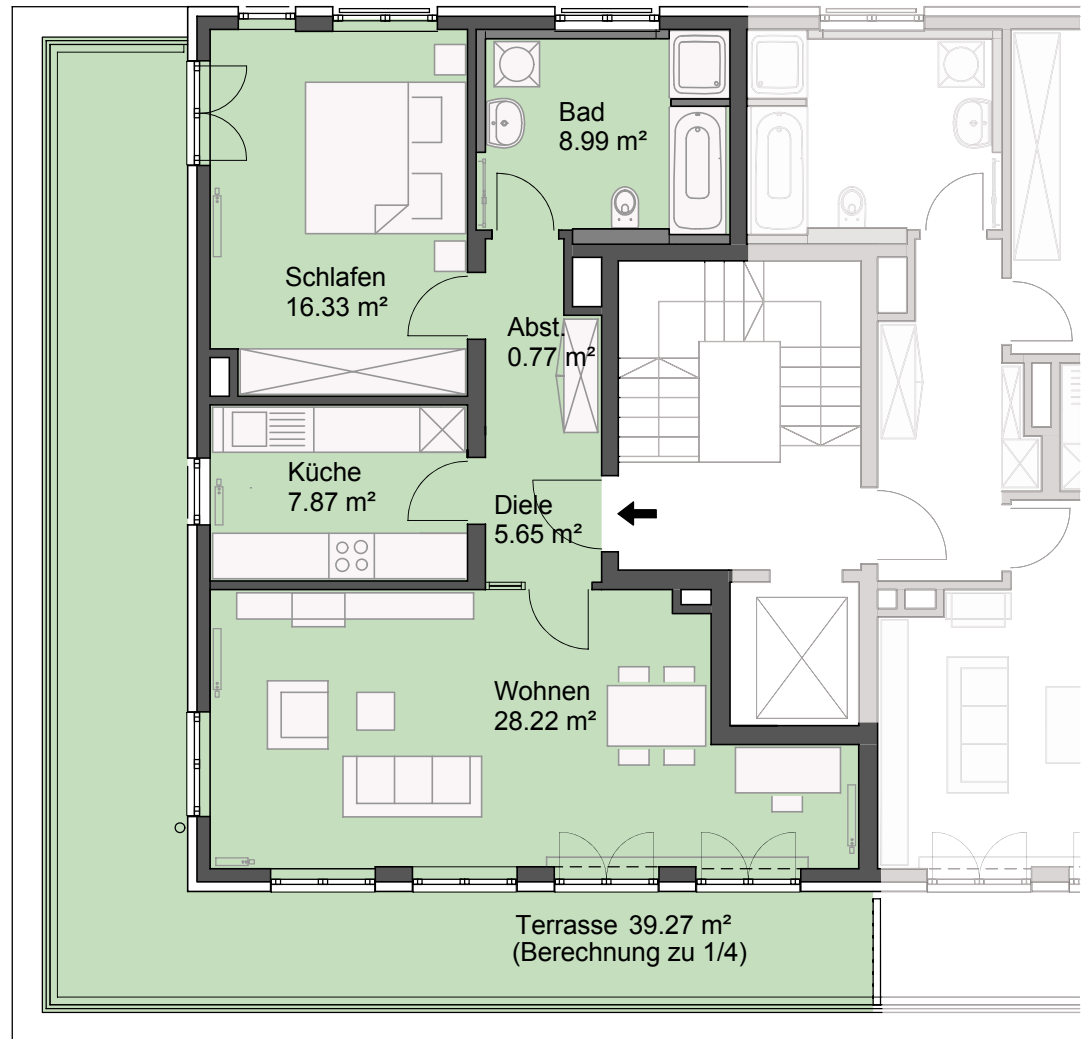 Bad
8.99 m²
Schlafen
16.33 m²
Abst.
0.77 m²
Küche
7.87 m²
Diele
5.65 m²
Wohnen
28.22 m²
Terrasse 39.27 m²
(Berechnung zu 1/4)